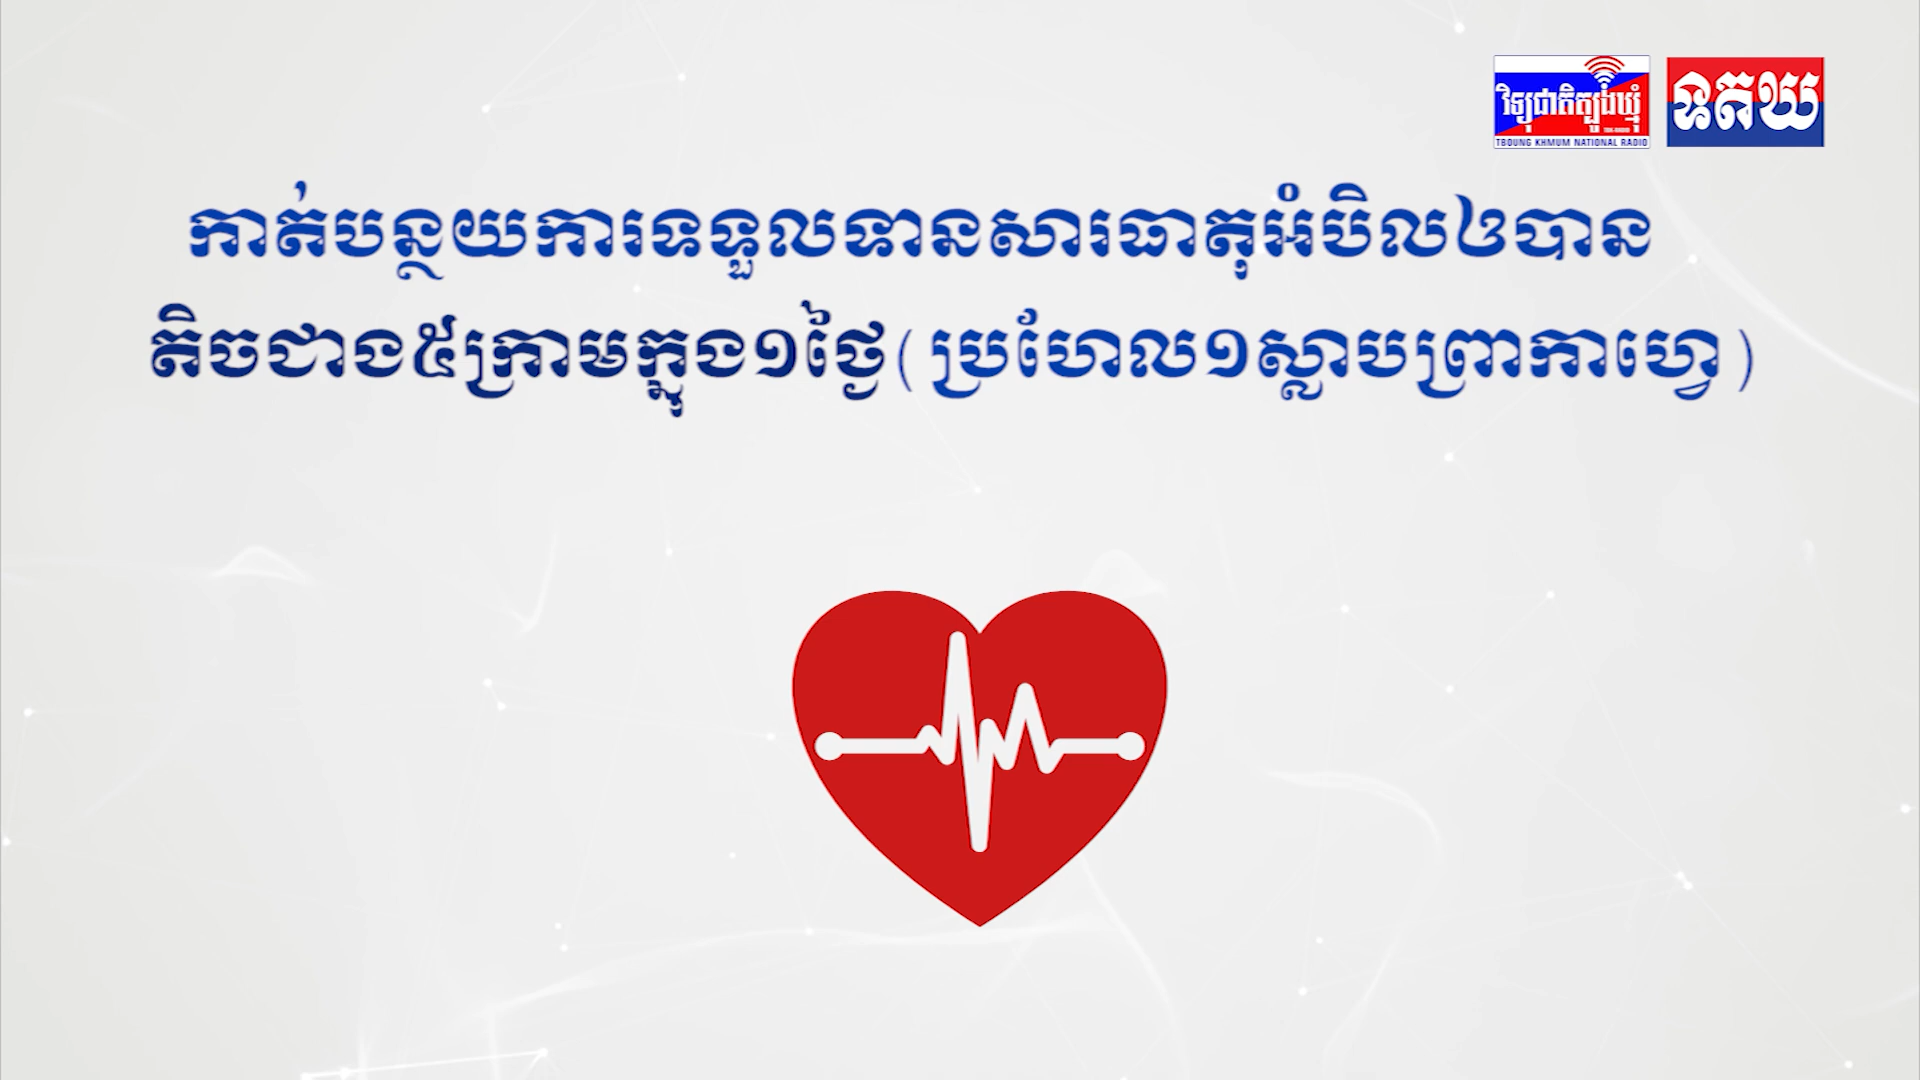 វិទ្យុជាតិត្បូងឃ្មុំ
TBOUNG KHMUM NATIONAL RADIO
ទតឃ
កាត់បន្ថយការទទួលទានសារធាតុអំបិលឲបាន
តិចជាង៥ក្រាមក្នុង១ថ្ងៃ(ប្រហែល១ស្លាបព្រាកាហ្វេ)